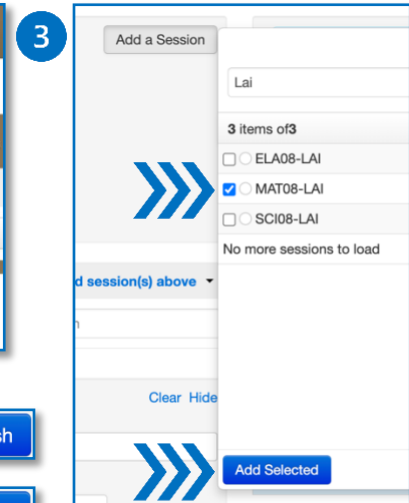 3
Add a Session
Lai
3 items of3
ELA08-LAI
MAT08-LAI
SCI08-LAI
No more sessions to load
d session(s) above
Clear Hide
sh
Add Selected